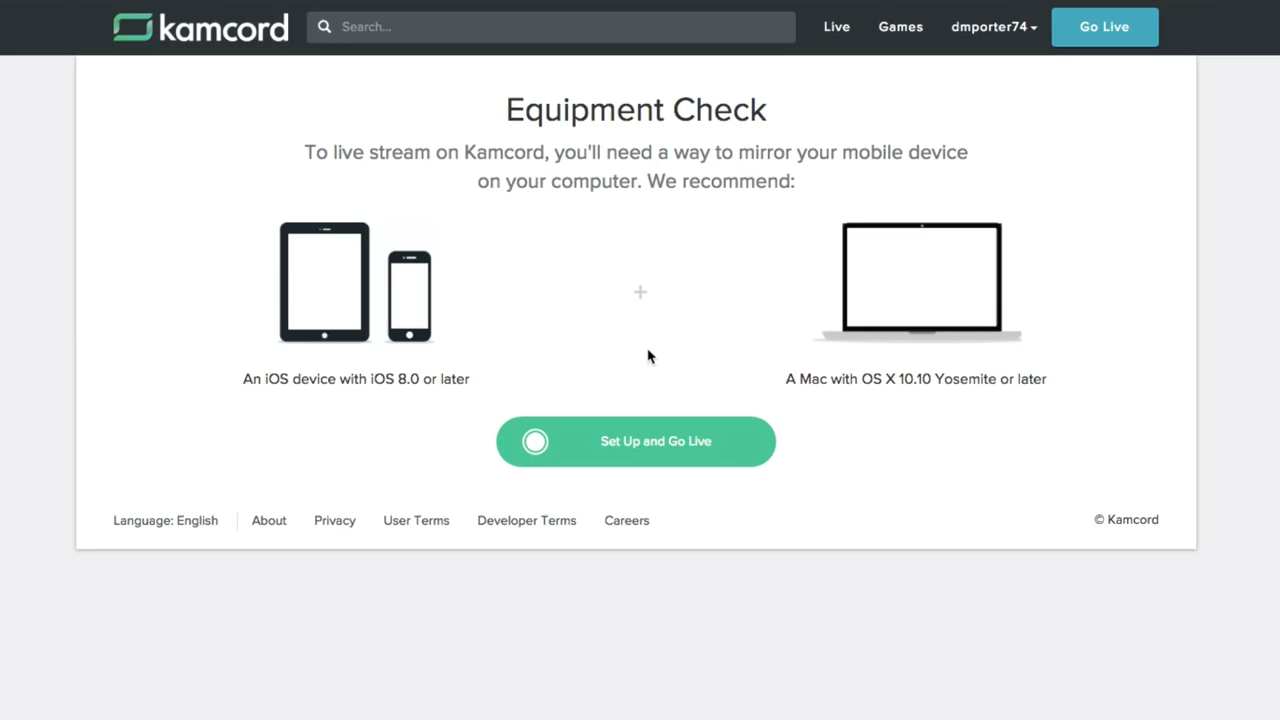 kamcord
Search...
Live
Games
dmporter74
Go Live
Equipment Check
To live stream on Kamcord, you'll need a way to mirror your mobile device
on your computer. We recommend:
+
An iOS device with iOS 8.0 or later
A Mac with OS X 10.10 Yosemite or later
Set Up and Go Live
Language: English
About
Privacy
User Terms
Developer Terms
Careers
© Kamcord